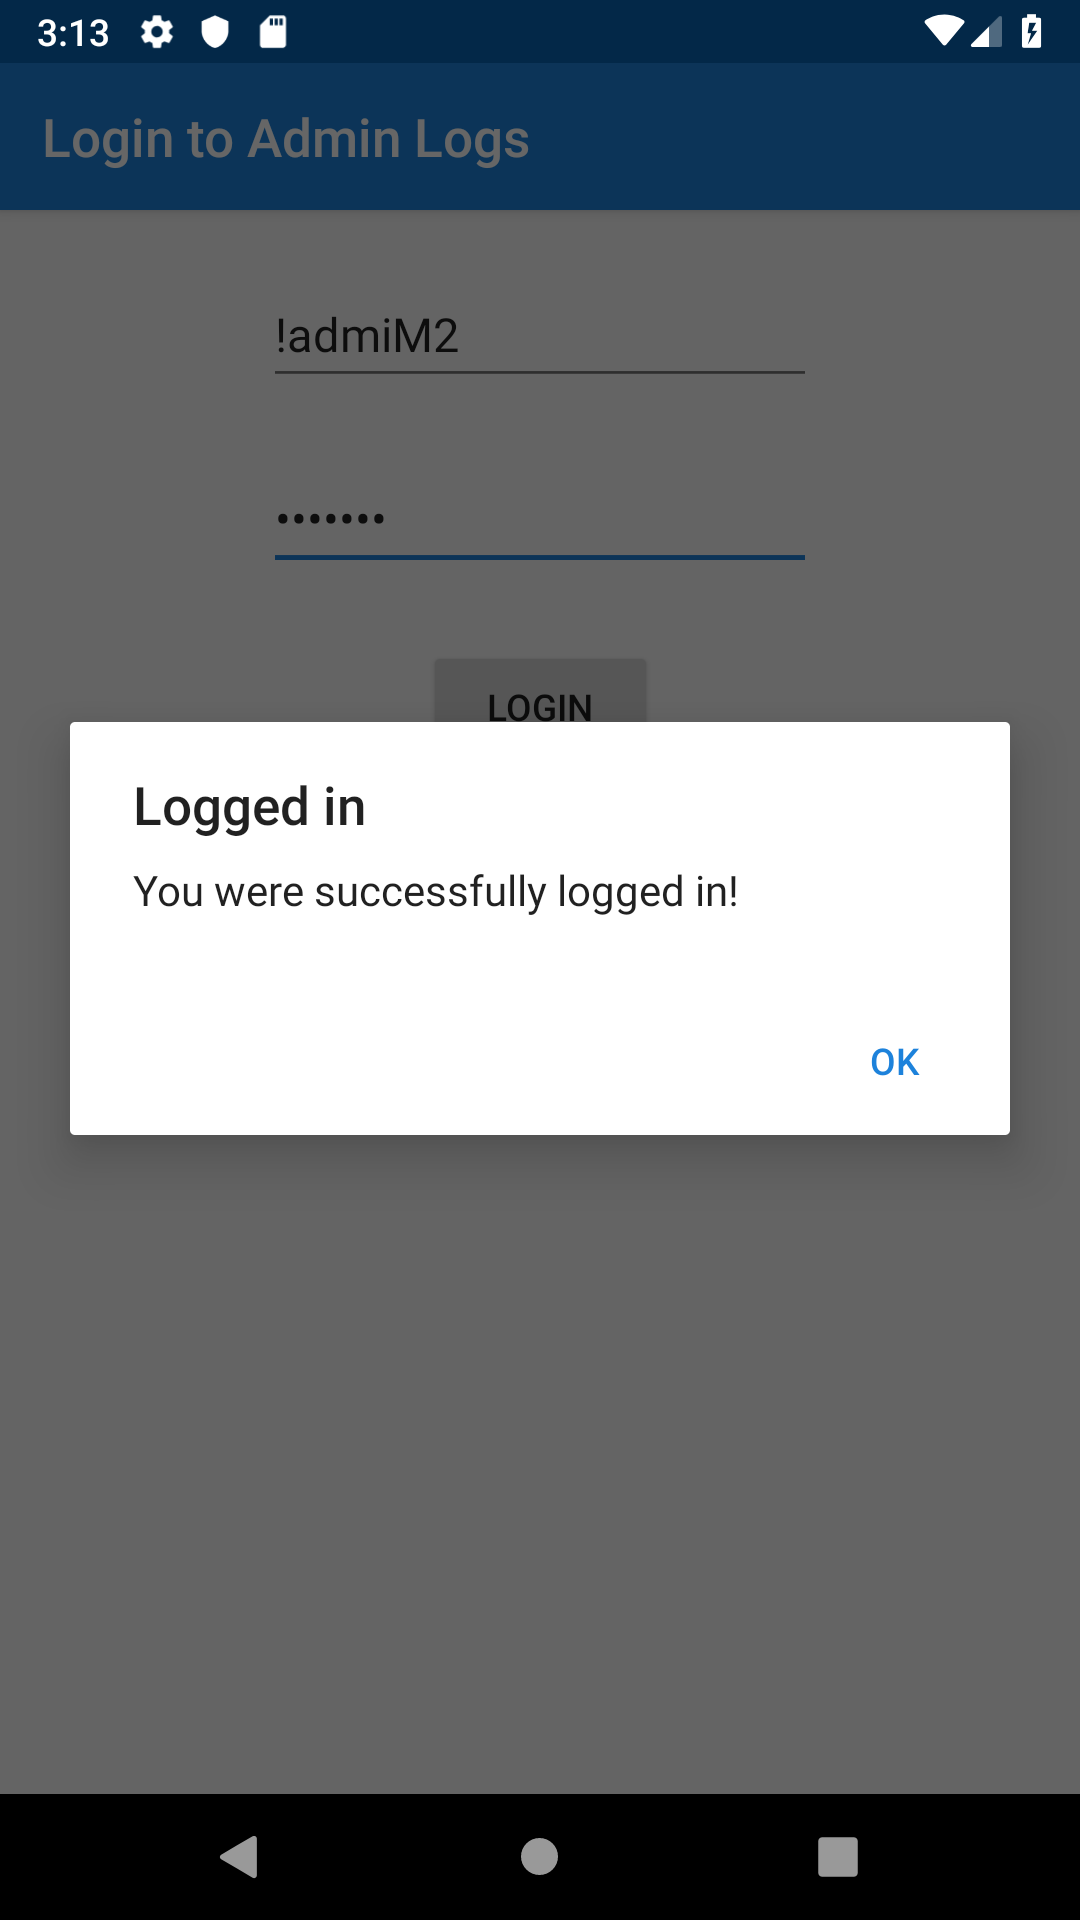 3:13
Login to Admin Logs
!admiM2
•••••••
LOGIN
Logged in
You were successfully logged in!
OK